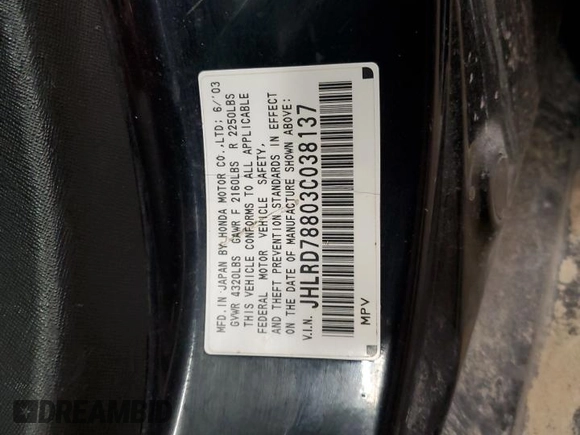 MFD. IN JAPAN BY HONDA MOTOR CO.,LTD; 6/'03
GVWR 4320LBS GAWR F 2160LBS R 2250LBS
THIS VEHICLE CONFORMS TO ALL APPLICABLE
FEDERAL MOTOR VEHICLE SAFETY,
AND THEFT PREVENTION STANDARDS IN EFFECT
ON THE DATE OF MANUFACTURE SHOWN ABOVE:
V.I.N. JHLRD78803C038137
MPV
DREAMBID